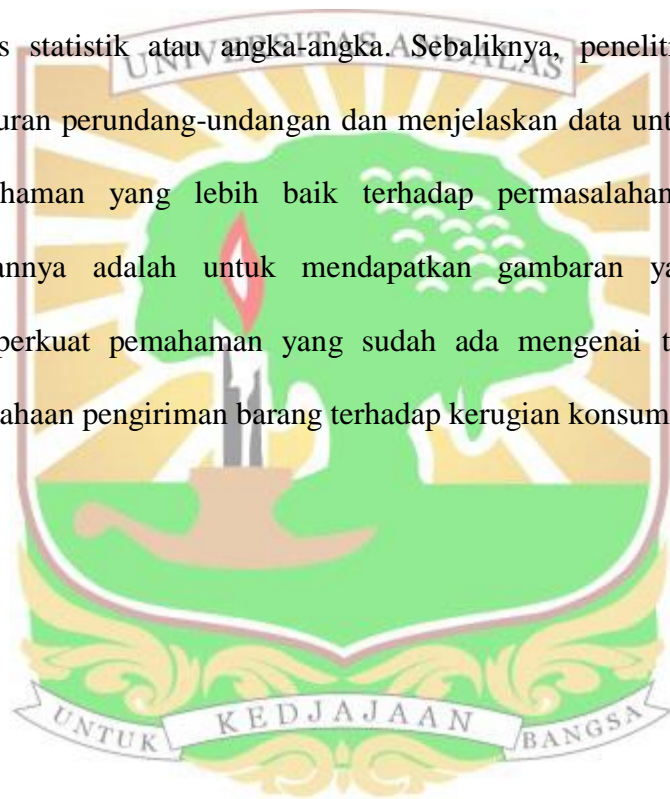 s statistik atau angka-angka. Sebaliknya, penelit
uran perundang-undangan dan menjelaskan data unt
haman yang lebih baik terhadap permasalahan
annya adalah untuk mendapatkan gambaran ya
perkuat pemahaman yang sudah ada mengenai t
ahaan pengiriman barang terhadap kerugian konsum
UNIVERSITAS ANDALAS
UNTUK KEDJAJAAN BANGSA